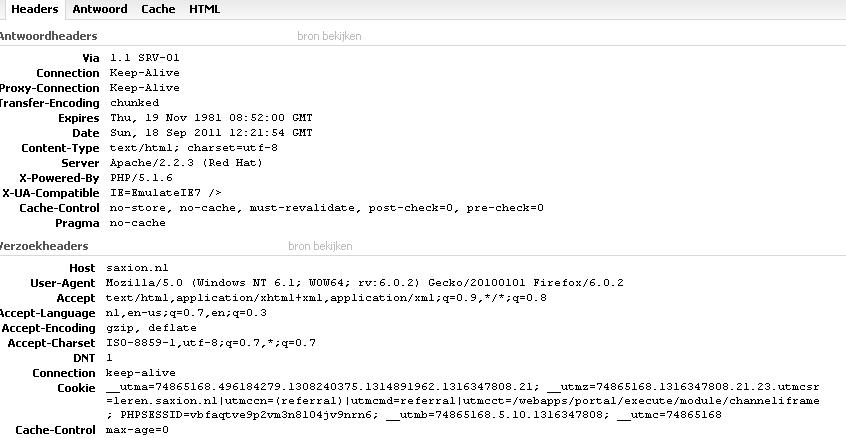 Headers Antwoord Cache HTML
Antwoordheaders bron bekijken
Via 1.1 SRV-01
Connection Keep-Alive
Proxy-Connection Keep-Alive
Transfer-Encoding chunked
Expires Thu, 19 Nov 1981 08:52:00 GMT
Date Sun, 18 Sep 2011 12:21:54 GMT
Content-Type text/html; charset=utf-8
Server Apache/2.2.3 (Red Hat)
X-Powered-By PHP/5.1.6
X-UA-Compatible IE=EmulateIE7 />
Cache-Control no-store, no-cache, must-revalidate, post-check=0, pre-check=0
Pragma no-cache
Verzoekheaders bron bekijken
Host saxion.nl
User-Agent Mozilla/5.0 (Windows NT 6.1; WOW64; rv:6.0.2) Gecko/20100101 Firefox/6.0.2
Accept text/html,application/xhtml+xml,application/xml;q=0.9,*/*;q=0.8
Accept-Language nl,en-us;q=0.7,en;q=0.3
Accept-Encoding gzip, deflate
Accept-Charset ISO-8859-1,utf-8;q=0.7,*;q=0.7
DNT 1
Connection keep-alive
Cookie __utma=74865168.496184279.1308240375.1314891962.1316347808.21; __utmz=74865168.1316347808.21.23.utmcsr
=leren.saxion.nl|utmccn=(referral)|utmcmd=referral|utmcct=/webapps/portal/execute/module/channeliframe
; PHPSESSID=vbfaqtve9p2vm3n8l04jv9nrn6; __utmb=74865168.5.10.1316347808; __utmc=74865168
Cache-Control max-age=0